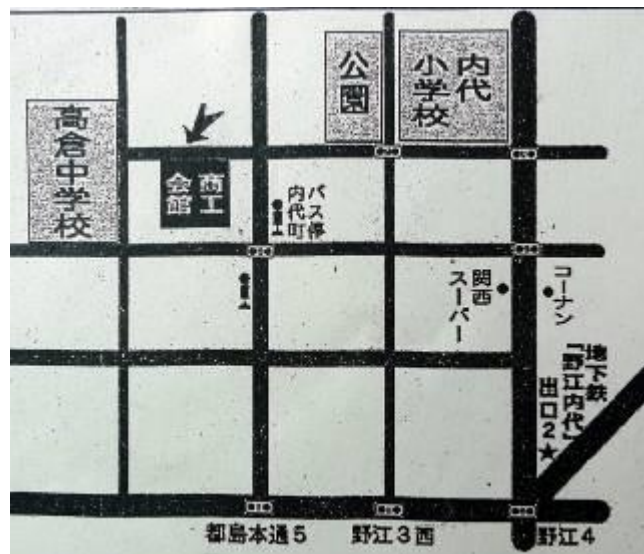 公
園
内代
小学校
高倉中学校
商工
会館
バス停
内代町
関西
スーパー
コーナン
地下鉄
「野江内代」
出口2★
都島本通5
野江3西
野江4